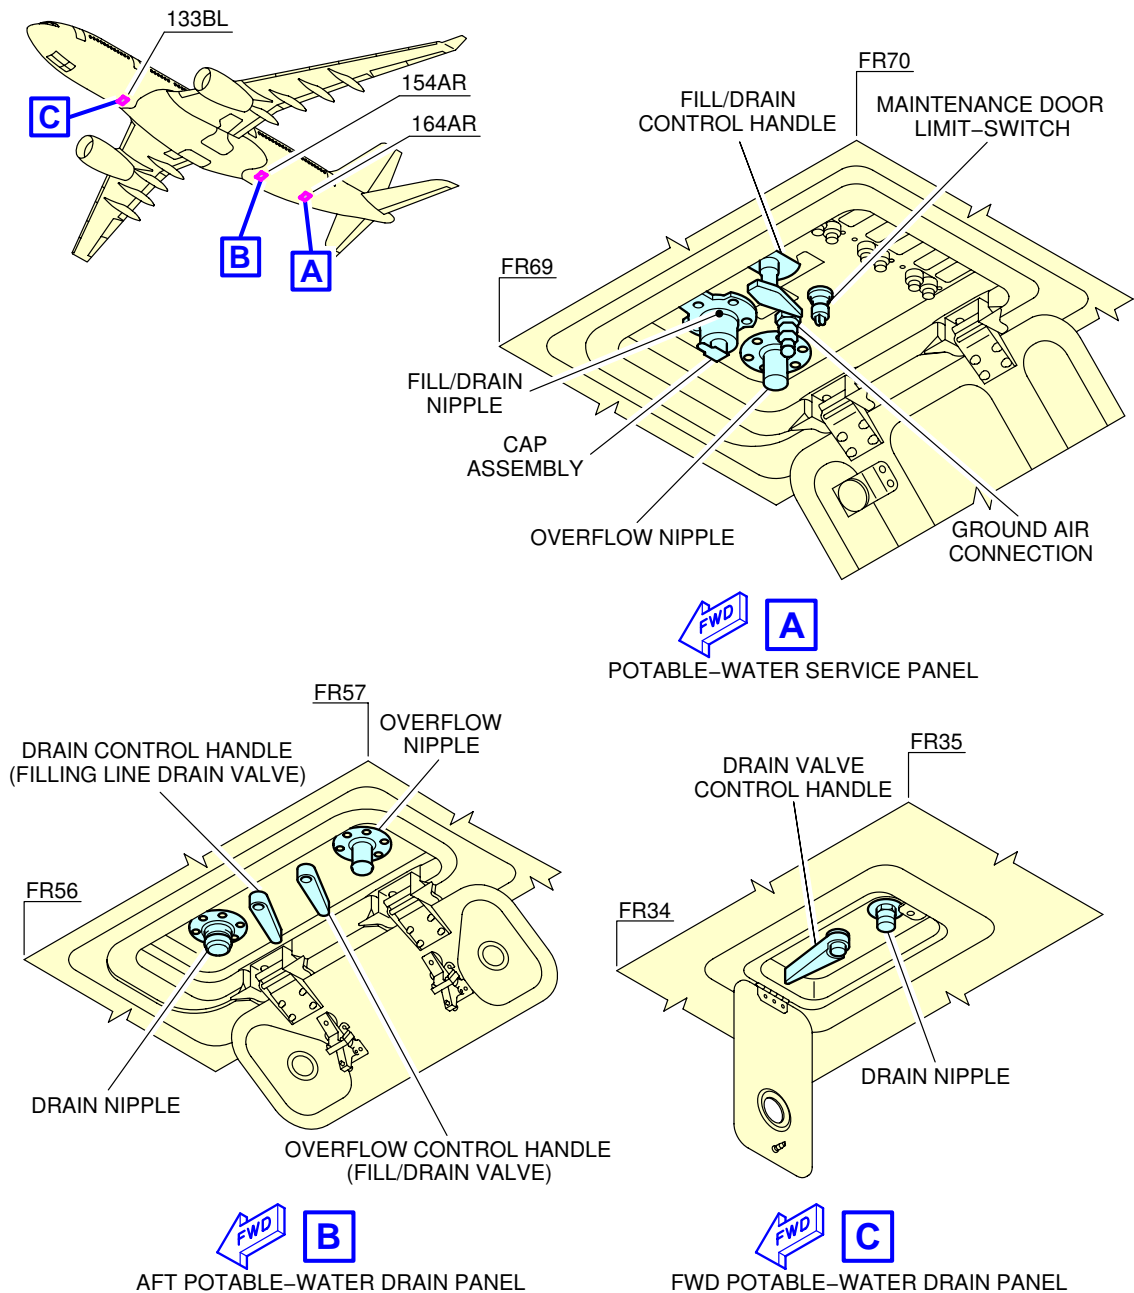 133BL
C
154AR
164AR
B
A
FR70
FILL/DRAIN
CONTROL HANDLE
MAINTENANCE DOOR
LIMIT−SWITCH
FR69
FILL/DRAIN
NIPPLE
CAP
ASSEMBLY
OVERFLOW NIPPLE
GROUND AIR
CONNECTION
FWD
A
POTABLE−WATER SERVICE PANEL
FR57
OVERFLOW
NIPPLE
DRAIN CONTROL HANDLE
(FILLING LINE DRAIN VALVE)
FR56
DRAIN NIPPLE
OVERFLOW CONTROL HANDLE
(FILL/DRAIN VALVE)
FWD
B
AFT POTABLE−WATER DRAIN PANEL
FR35
DRAIN VALVE
CONTROL HANDLE
FR34
DRAIN NIPPLE
FWD
C
FWD POTABLE−WATER DRAIN PANEL